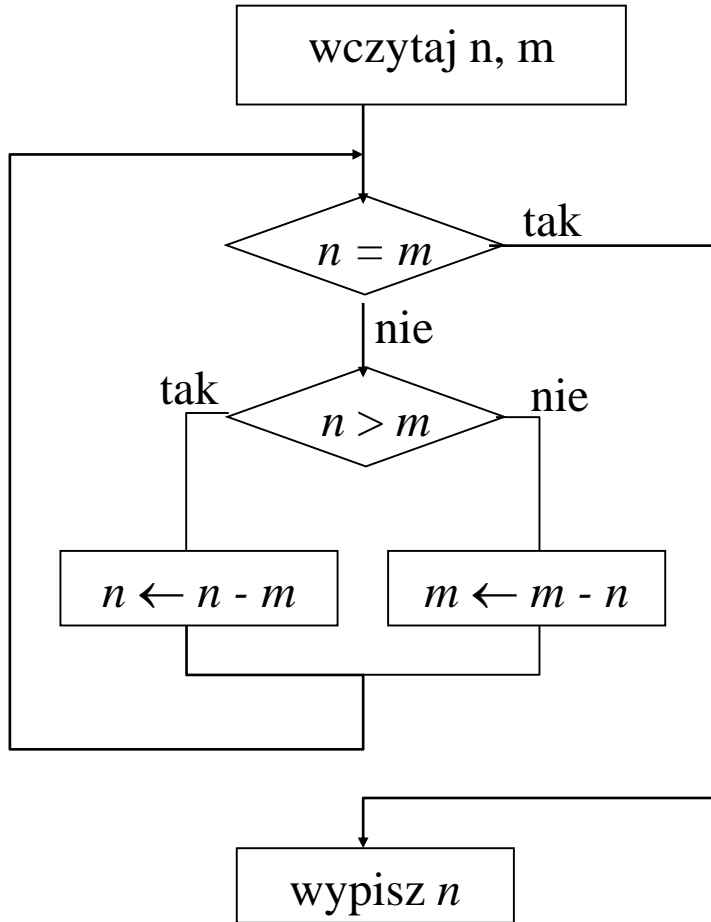 wczytaj n, m
tak
n = m
nie
tak
nie
n > m
n ← n - m
m ← m - n
wypisz n